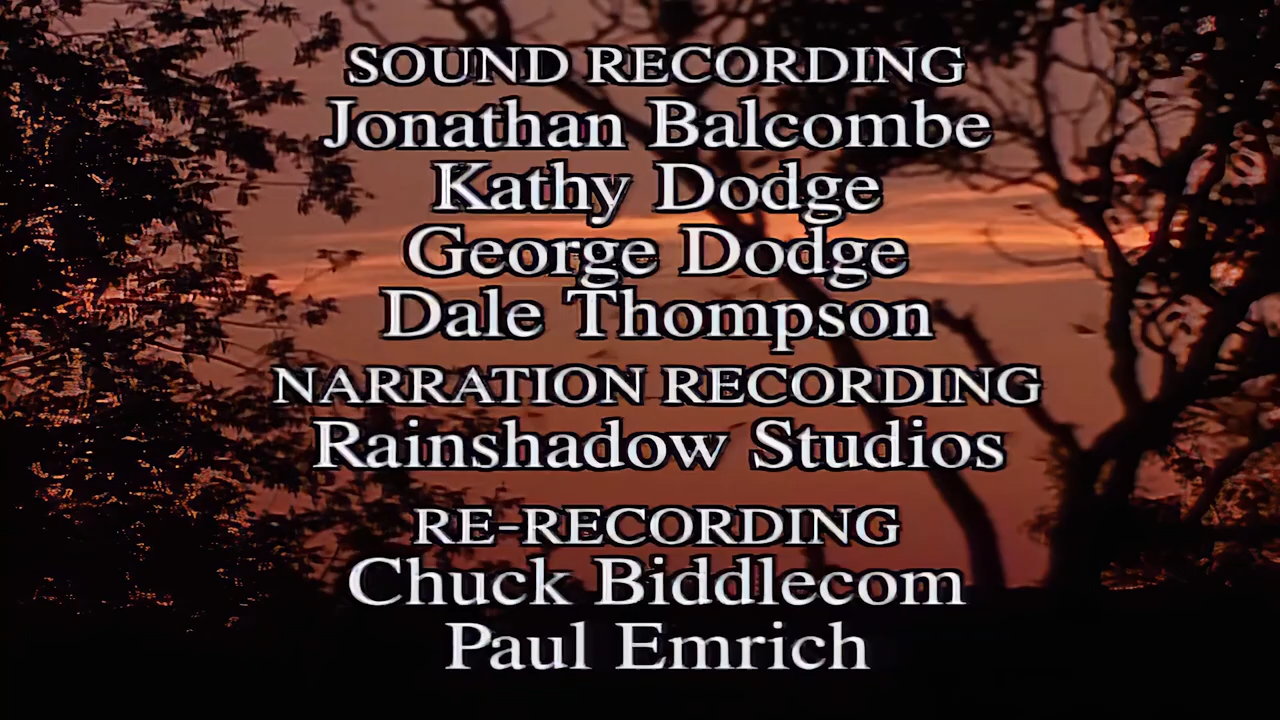 SOUND RECORDING
Jonathan Balcombe
Kathy Dodge
George Dodge
Dale Thompson
NARRATION RECORDING
Rainshadow Studios
RE-RECORDING
Chuck Biddlecom
Paul Emrich